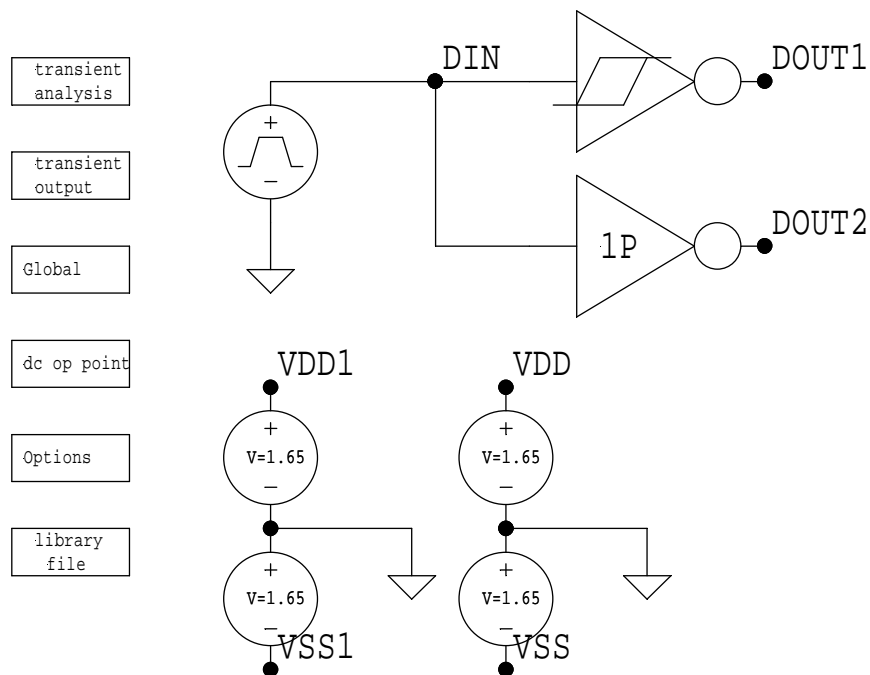 DIN
DOUT1
transient
analysis
+
−
transient
output
1P
DOUT2
Global
VDD1
VDD
dc op point
+
V=1.65
−
+
V=1.65
−
Options
library
file
+
V=1.65
−
+
V=1.65
−
VSS1
VSS